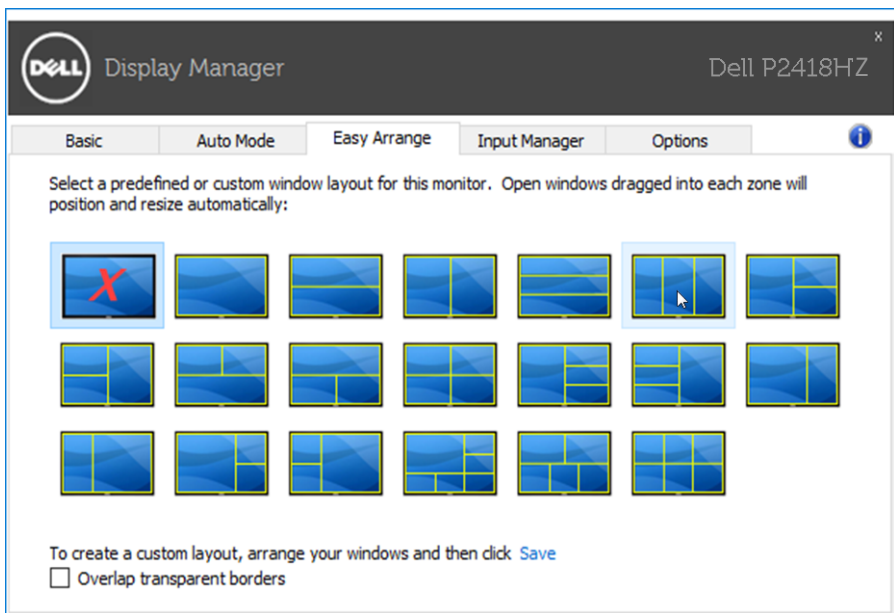 x
DELL Display Manager Dell P2418HZ
Basic Auto Mode Easy Arrange Input Manager Options i
Select a predefined or custom window layout for this monitor. Open windows dragged into each zone will
position and resize automatically:
X
To create a custom layout, arrange your windows and then click Save
Overlap transparent borders